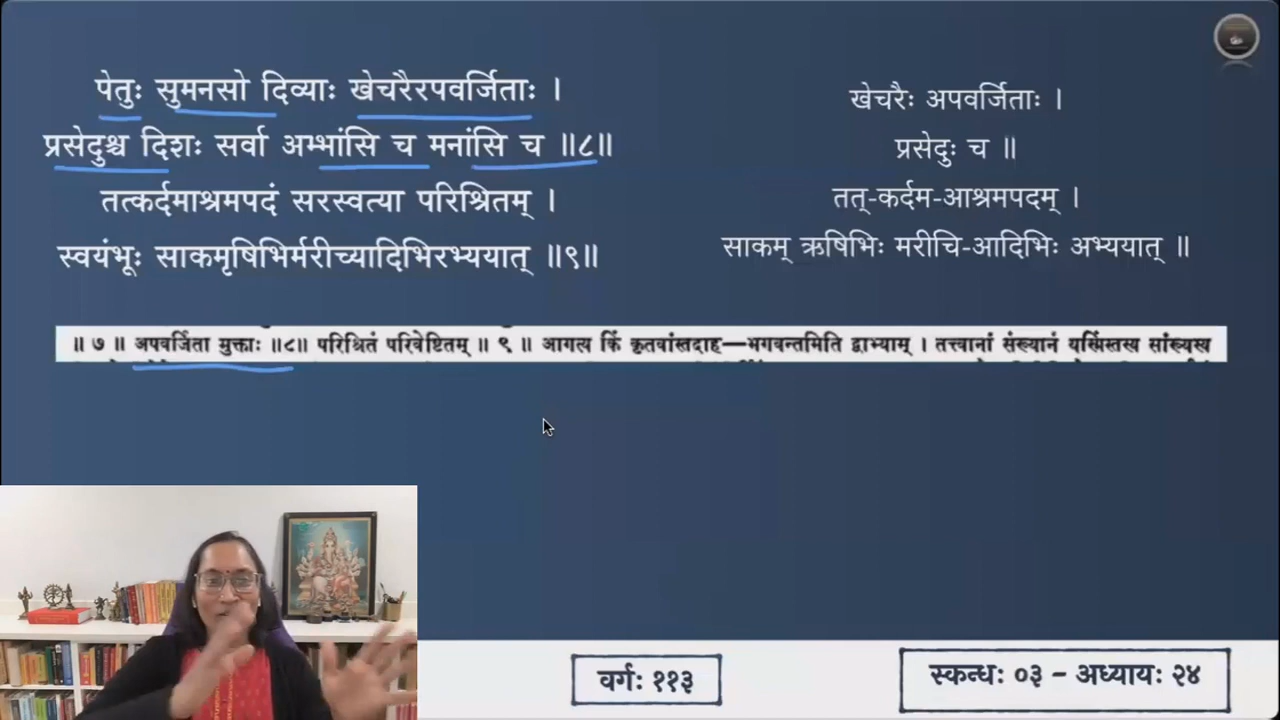 पेतुः सुमनसो दिव्याः खेचरैरपवर्जिताः ।
प्रसेदुश्च दिशः सर्वा अम्भांसि च मनांसि च ॥८॥
तत्कर्दमाश्रमपदं सरस्वत्या परिश्रितम् ।
स्वयंभूः साकमृषिभिर्मरीच्यादिभिरभ्ययात् ॥९॥
खेचरैः अपवर्जिताः ।
प्रसेदुः च ॥
तत्-कर्दम-आश्रमपदम् ।
साकम् ऋषिभिः मरीचि-आदिभिः अभ्ययात् ॥
॥ ७ ॥ अपवर्जिता मुक्ताः ॥८॥ परिश्रितं परिवेष्टितम् ॥ ९ ॥ आगत्य किं कृतवांस्तदाह—भगवन्तमिति द्वाभ्याम् । तत्त्वानां संख्यानं यस्मिंस्तस्य सांख्यस्य
वर्गः ११३
स्कन्धः ०३ - अध्यायः २४